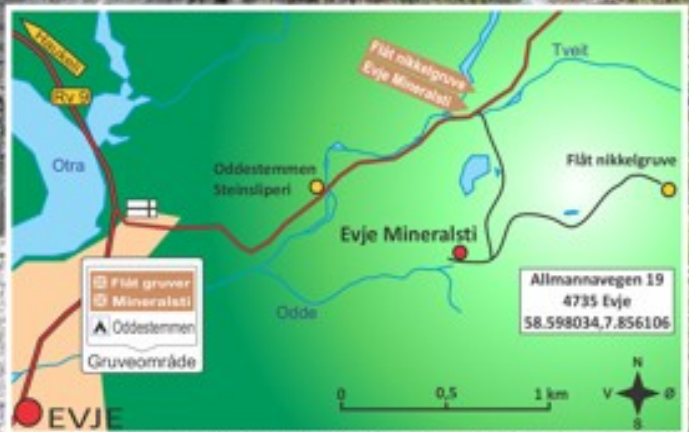 Haukeli
Rv 9
Otra
Flåt nikkelgruve
Evje Mineralsti
Tveit
Oddestemmen
Steinsliperi
Flåt nikkelgruve
Evje Mineralsti
Flåt gruver
Mineralsti
Oddestemmen
Gruveområde
Odde
Allmannavegen 19
4735 Evje
58.598034,7.856106
0 0,5 1 km
N
V Ø
S
EVJE